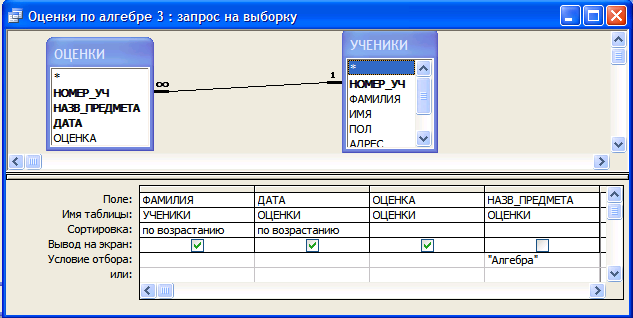 Оценки по алгебре 3 : запрос на выборку
ОЦЕНКИ
*
НОМЕР_УЧ
НАЗВ_ПРЕДМЕТА
ДАТА
ОЦЕНКА
∞
1
УЧЕНИКИ
*
НОМЕР_УЧ
ФАМИЛИЯ
ИМЯ
ПОЛ
АДРЕС
Поле: ФАМИЛИЯ ДАТА ОЦЕНКА НАЗВ_ПРЕДМЕТА
Имя таблицы: УЧЕНИКИ ОЦЕНКИ ОЦЕНКИ ОЦЕНКИ
Сортировка: по возрастанию по возрастанию
Вывод на экран:
Условие отбора: "Алгебра"
или: